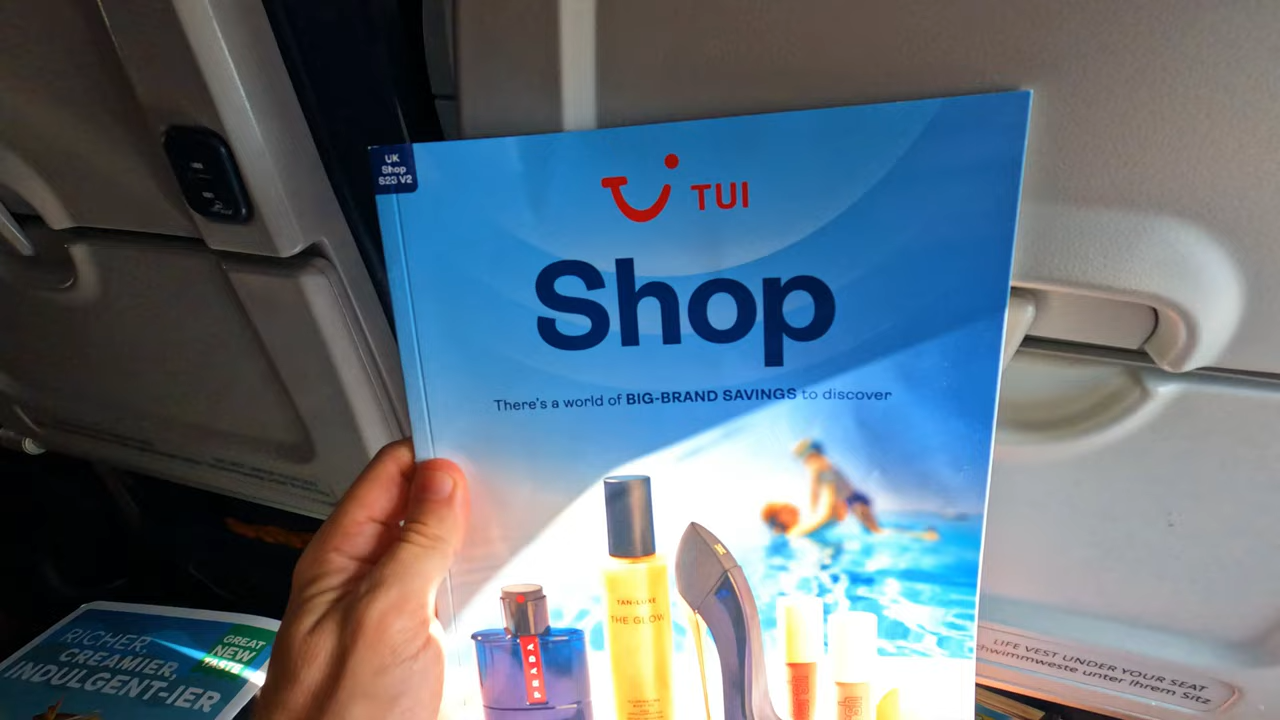 UK
Shop
S23 V2
TUI
Shop
There's a world of BIG-BRAND SAVINGS to discover
TAN-LUXE
THE GLOW
PRADA
RICHER,
CREAMIER,
INDULGENT-IER
GREAT
NEW
TASTE
LIFE VEST UNDER YOUR SEAT
chwimmweste unter Ihrem Sitz